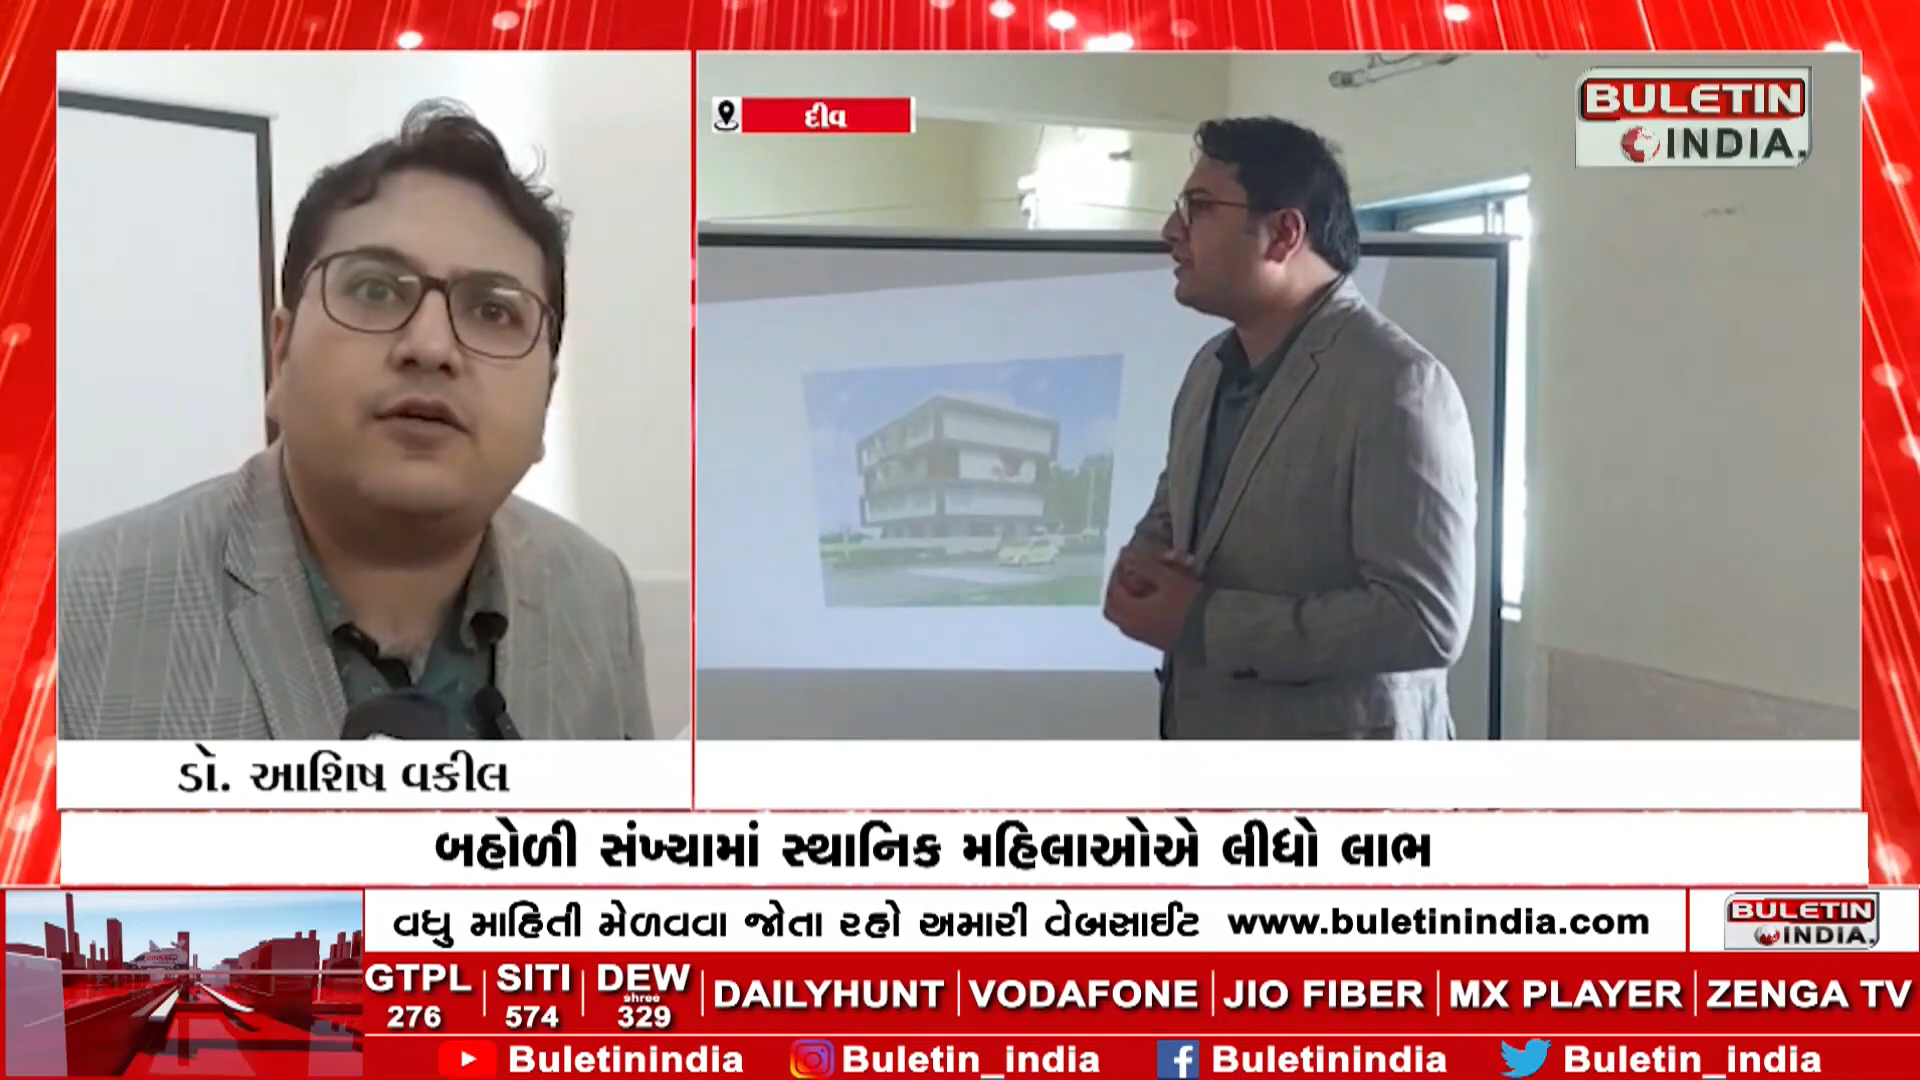 દીવ
BULETIN
INDIA.
ડો. આશિષ વકીલ
બહોળી સંખ્યામાં સ્થાનિક મહિલાઓએ લીધો લાભ
વધુ માહિતી મેળવવા જોતા રહો અમારી વેબસાઈટ www.buletinindia.com
BULETIN
INDIA.
GTPL 276 | SITI 574 | DEW shree 329 | DAILYHUNT | VODAFONE | JIO FIBER | MX PLAYER | ZENGA TV
Buletinindia Buletin_india Buletinindia Buletin_india